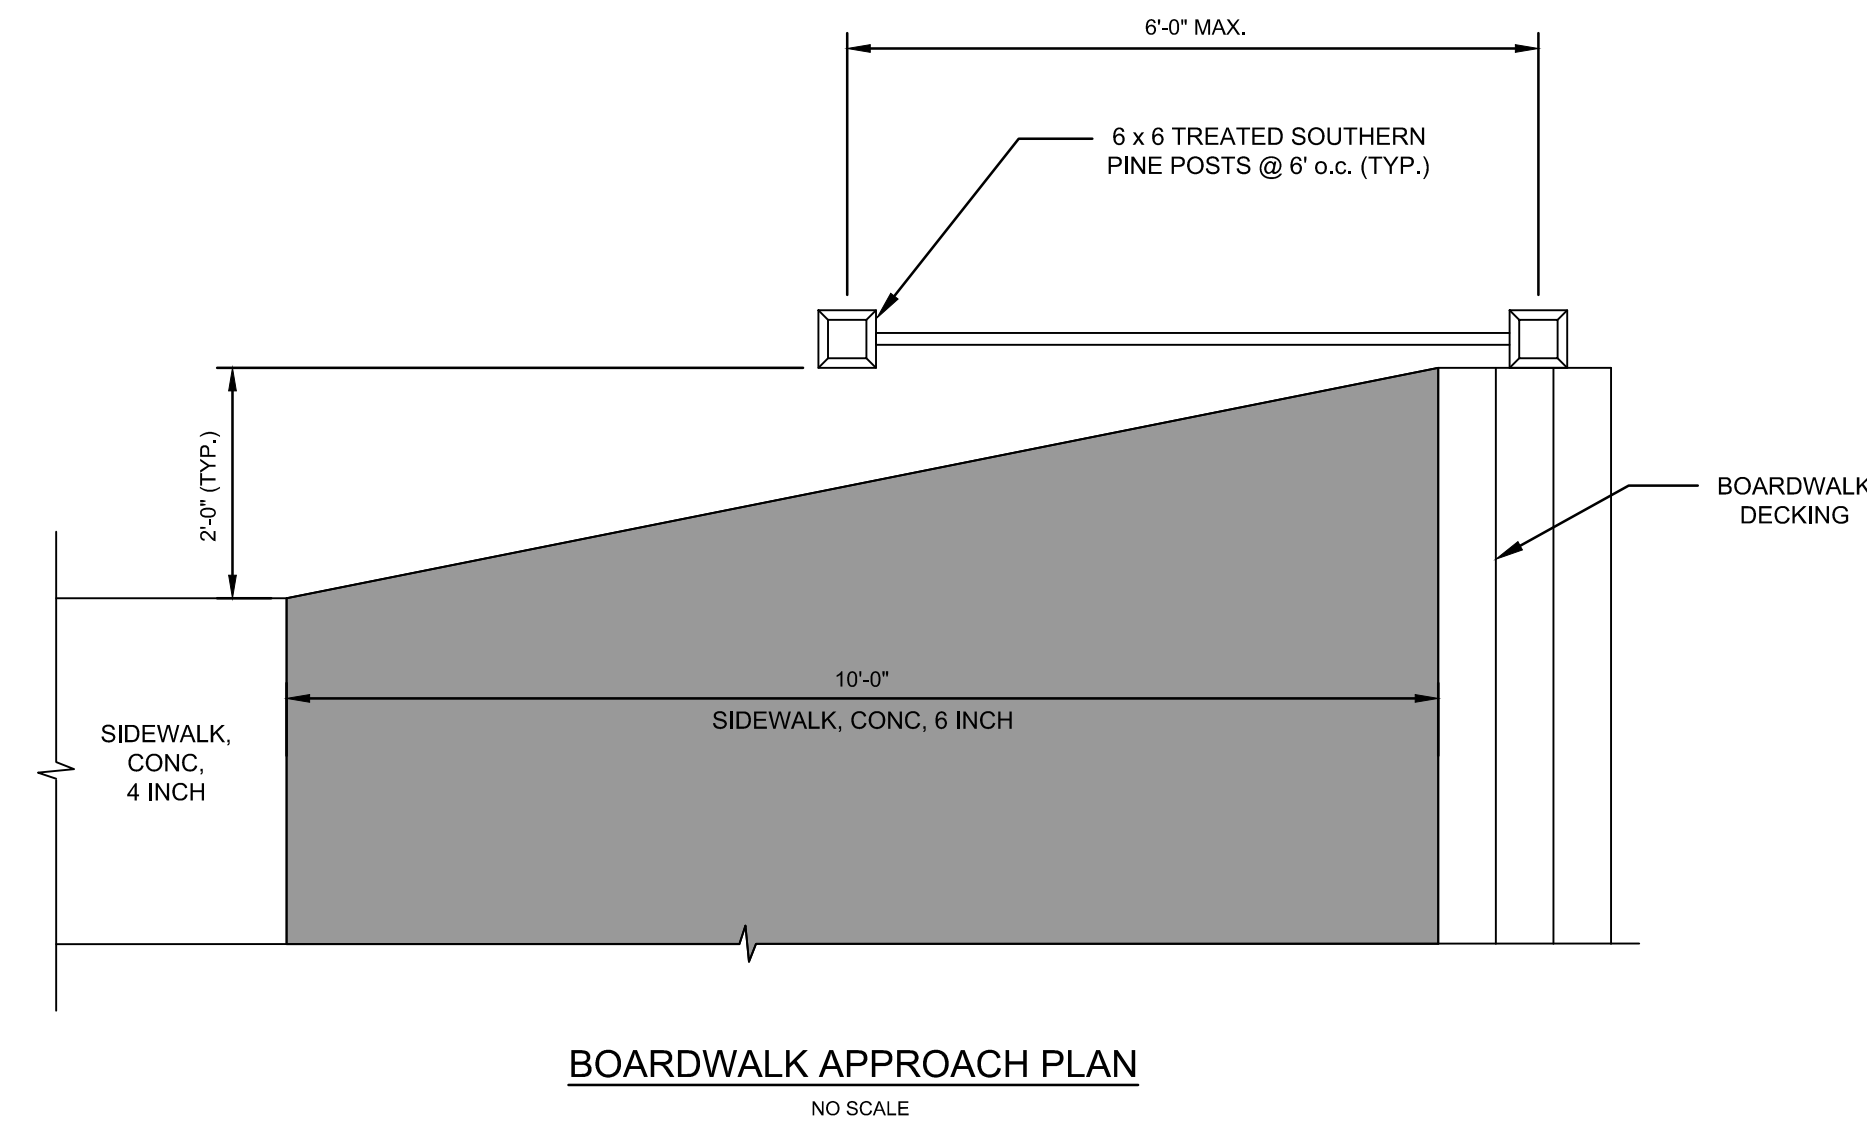 6'-0" MAX.
6 x 6 TREATED SOUTHERN
PINE POSTS @ 6' o.c. (TYP.)
2'-0" (TYP.)
BOARDWALK
DECKING
10'-0"
SIDEWALK, CONC, 6 INCH
SIDEWALK,
CONC,
4 INCH
BOARDWALK APPROACH PLAN
NO SCALE